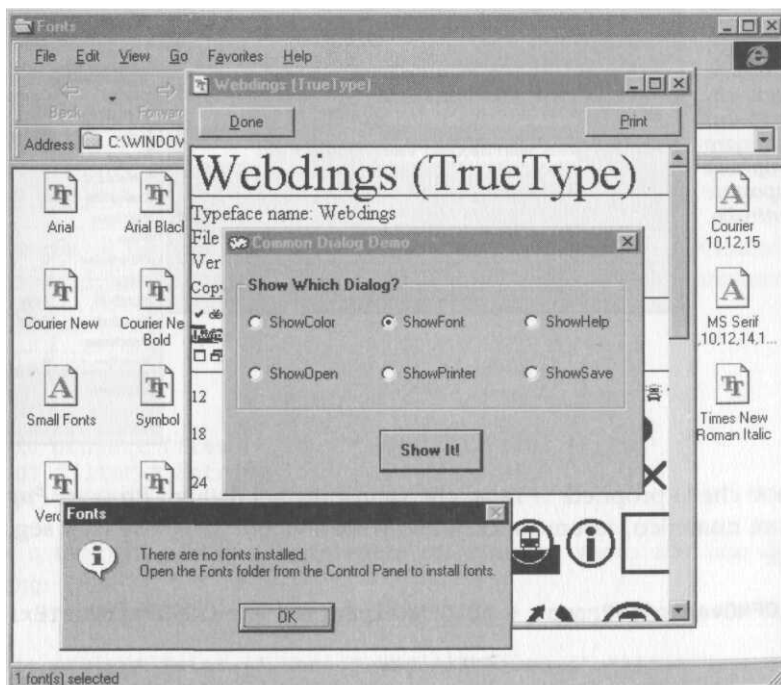 Fonts
File Edit View Go Favorites Help
Back Forward
Address C:\WINDOV
Webdings (TrueType)
Done Print
Webdings (TrueType)
Typeface name: Webdings
File
Ver
Copy
12
18
24
Arial
Arial Blac
Courier New
Courier Ne
Bold
Small Fonts
Symbol
Verd
Courier
10,12,15
MS Serif
,10,12,14,1...
Times New
Roman Italic
Common Dialog Demo
Show Which Dialog?
ShowColor ShowFont ShowHelp
ShowOpen ShowPrinter ShowSave
Show It!
Fonts
There are no fonts installed.
Open the Fonts folder from the Control Panel to install fonts.
OK
1 font(s) selected